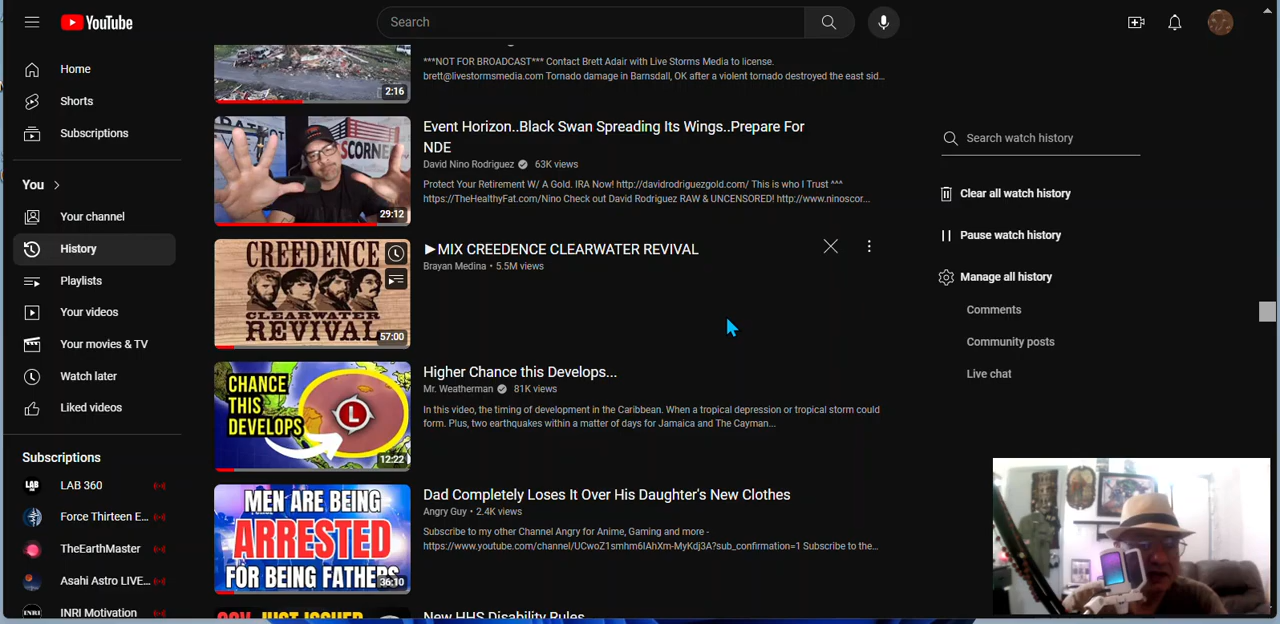 YouTube
Search
Home
Shorts
Subscriptions
You
Your channel
History
Playlists
Your videos
Your movies & TV
Watch later
Liked videos
Subscriptions
LAB 360
Force Thirteen E...
TheEarthMaster
Asahi Astro LIVE...
INRI Motivation
***NOT FOR BROADCAST*** Contact Brett Adair with Live Storms Media to license.
brett@livestormsmedia.com Tornado damage in Barnsdall, OK after a violent tornado destroyed the east sid...
2:16
Event Horizon..Black Swan Spreading Its Wings..Prepare For
NDE
David Nino Rodriguez 63K views
Protect Your Retirement W/ A Gold. IRA Now! http://davidrodriguezgold.com/ This is who I Trust ^^^
https://TheHealthyFat.com/Nino Check out David Rodriguez RAW & UNCENSORED! http://www.ninoscor...
29:12
▶MIX CREEDENCE CLEARWATER REVIVAL
Brayan Medina • 5.5M views
CREEDENCE
CLEARWATER
REVIVAL
57:00
Higher Chance this Develops...
Mr. Weatherman 81K views
In this video, the timing of development in the Caribbean. When a tropical depression or tropical storm could
form. Plus, two earthquakes within a matter of days for Jamaica and The Cayman...
CHANCE
THIS
DEVELOPS
L
12:22
Dad Completely Loses It Over His Daughter's New Clothes
Angry Guy • 2.4K views
Subscribe to my other Channel Angry for Anime, Gaming and more -
https://www.youtube.com/channel/UCwoZ1smhm6IAhXm-MyKdj3A?sub_confirmation=1 Subscribe to the...
MEN ARE BEING
ARRESTED
FOR BEING FATHERS
36:10
New HHS Disability Rules
JUST ISSUED
Search watch history
Clear all watch history
Pause watch history
Manage all history
Comments
Community posts
Live chat